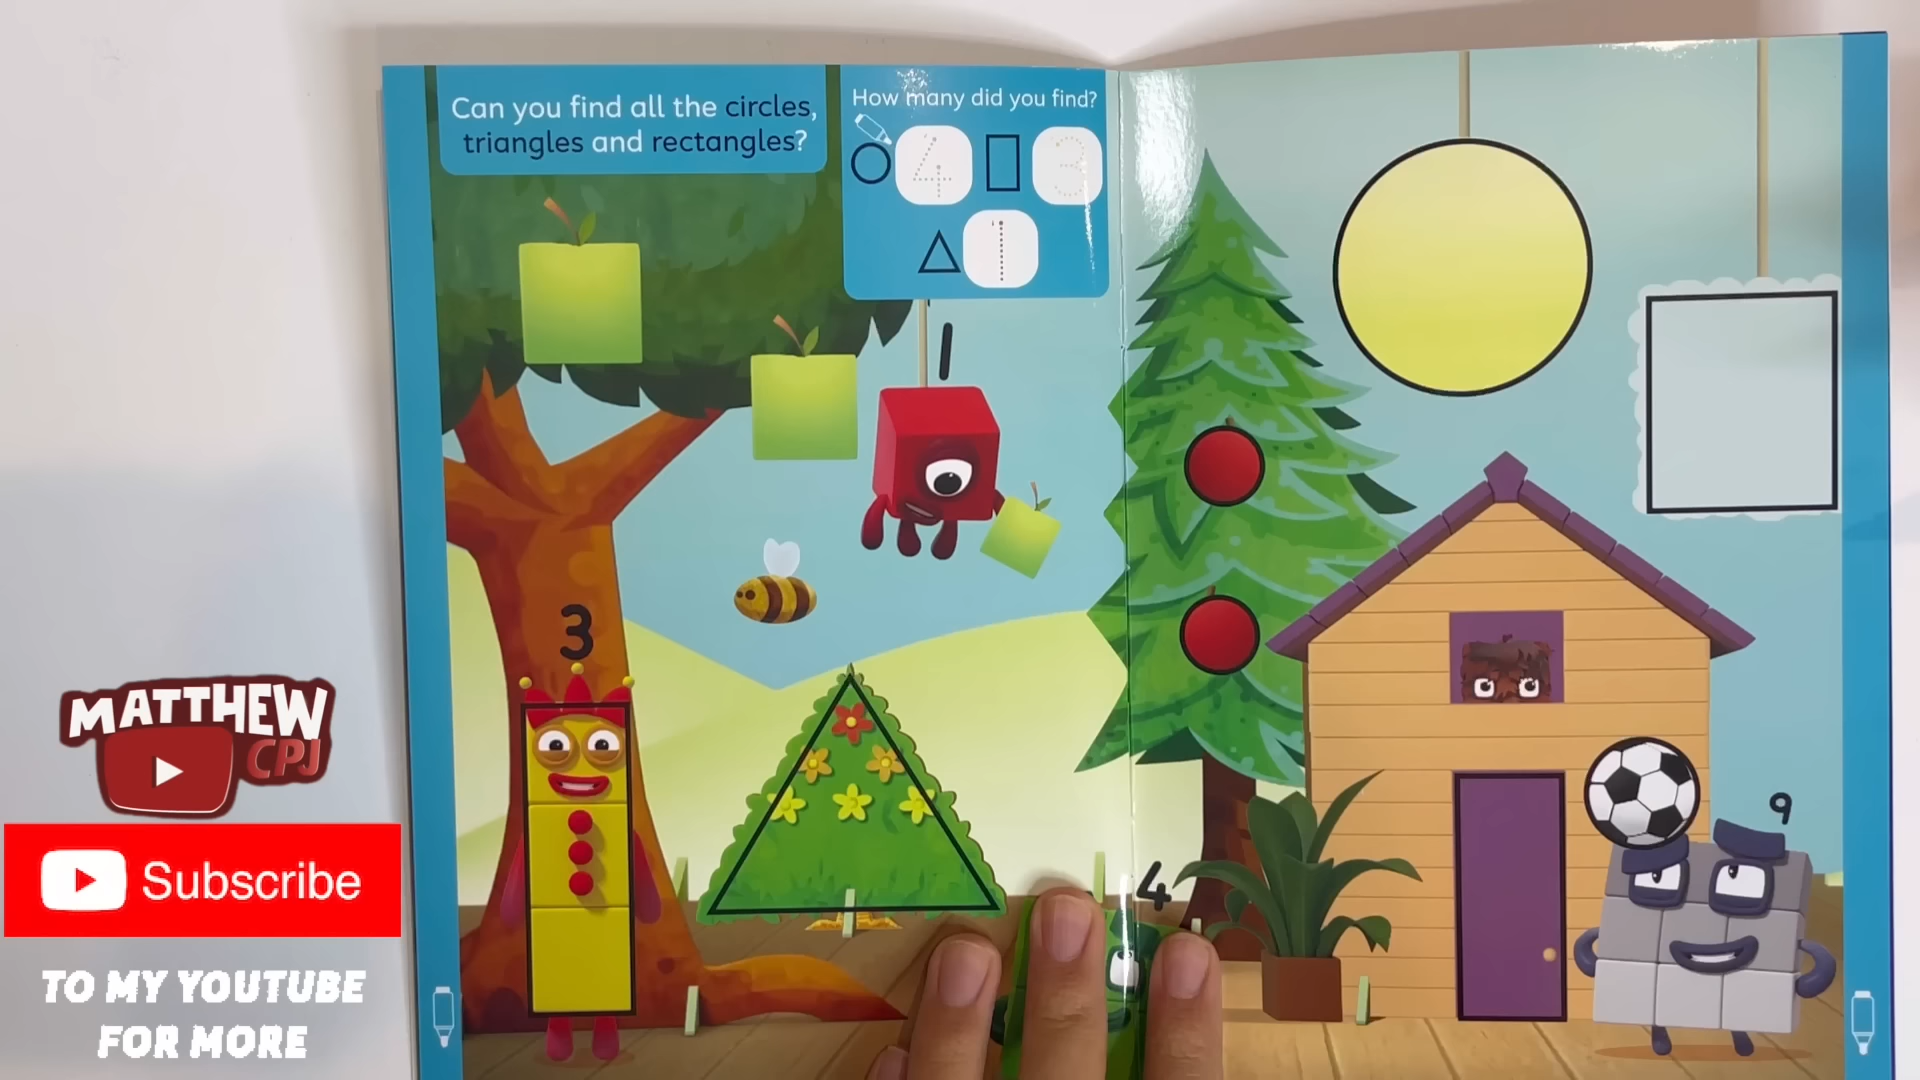 Can you find all the circles,
triangles and rectangles?
How many did you find?
4
3
1
1
3
4
9
MATTHEW
CPJ
Subscribe
TO MY YOUTUBE
FOR MORE